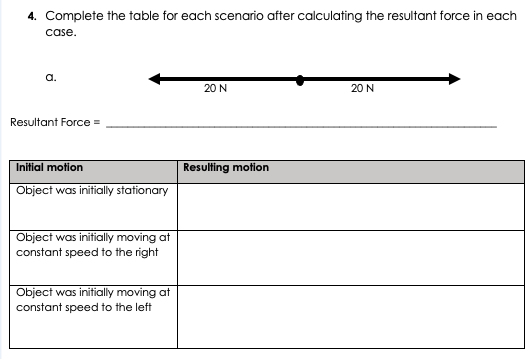 4. Complete the table for each scenario after calculating the resultant force in each
case.
a.
20 N 20 N
Resultant Force = ________________________________________
Initial motion Resulting motion
Object was initially stationary
Object was initially moving at
constant speed to the right
Object was initially moving at
constant speed to the left